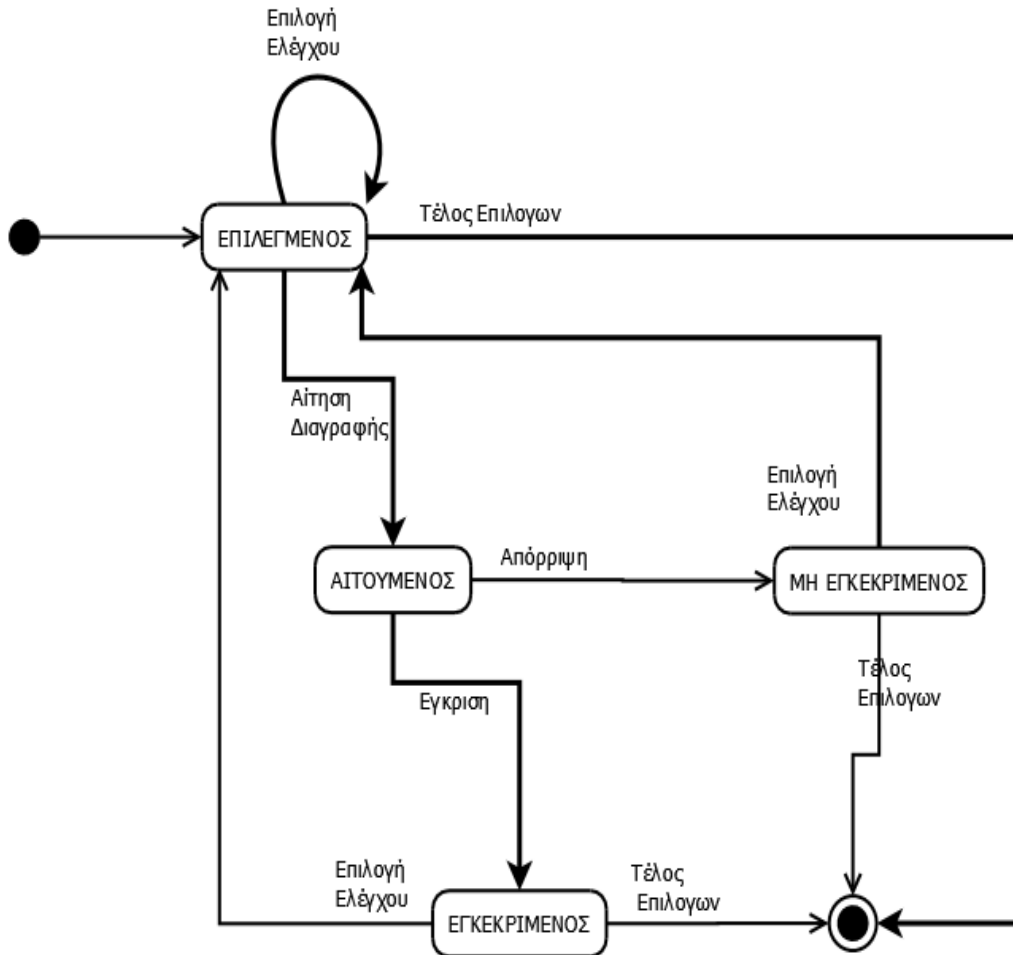 Επιλογή
Ελέγχου
Τέλος Επιλογων
ΕΠΙΛΕΓΜΕΝΟΣ
Αίτηση
Διαγραφής
Επιλογή
Ελέγχου
Απόρριψη
ΑΙΤΟΥΜΕΝΟΣ
ΜΗ ΕΓΚΕΚΡΙΜΕΝΟΣ
Τέλος
Επιλογων
Εγκριση
Επιλογή
Ελέγχου
Τέλος
Επιλογων
ΕΓΚΕΚΡΙΜΕΝΟΣ